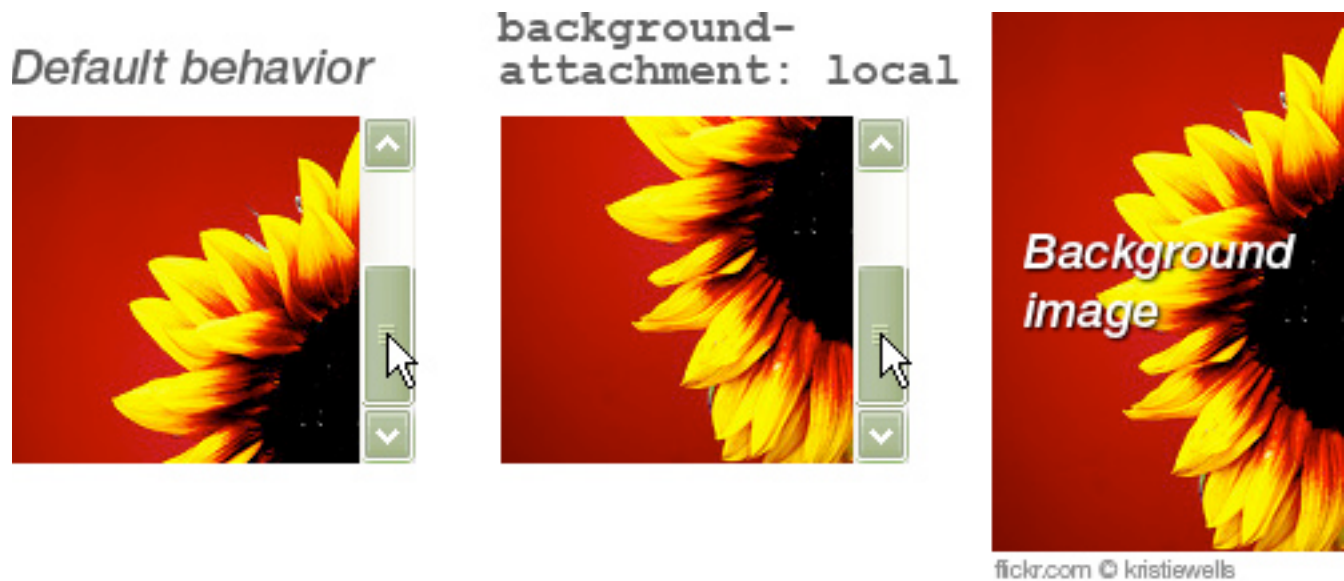 Default behavior
background-
attachment: local
Background
image
flickr.com © kristiewells